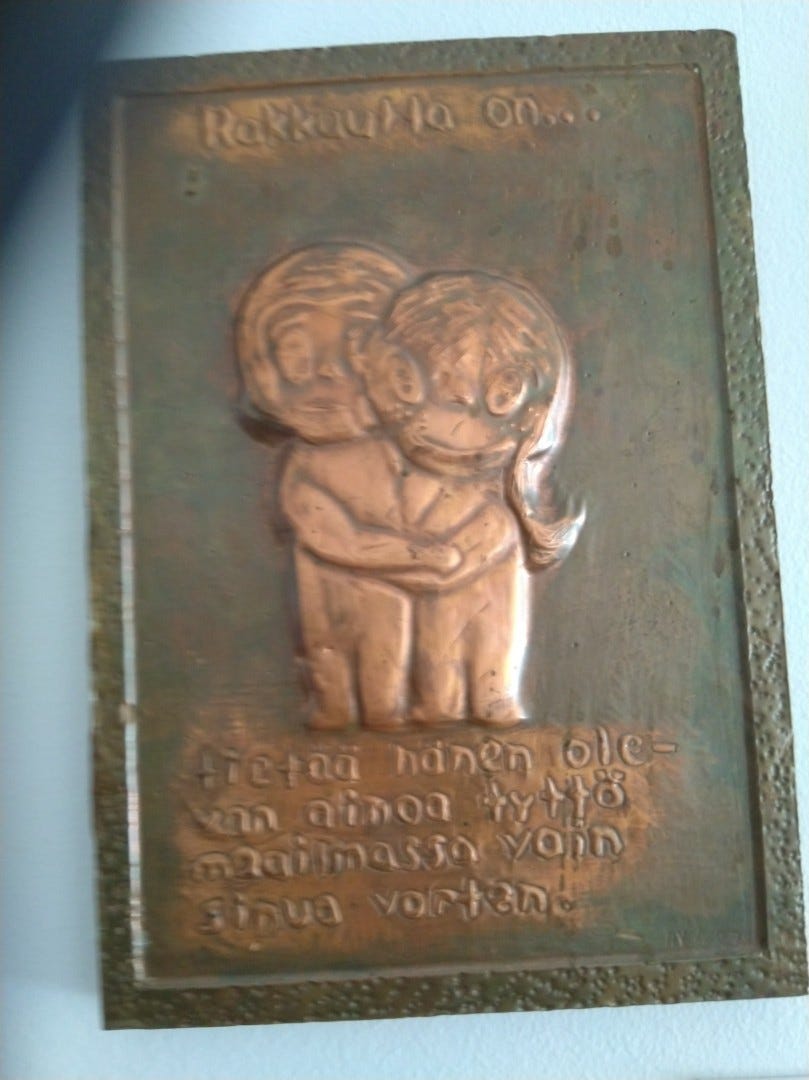 Rakkautta on...
tietää hänen ole-
van ainoa tyttö
maailmassa vain
sinua varten.